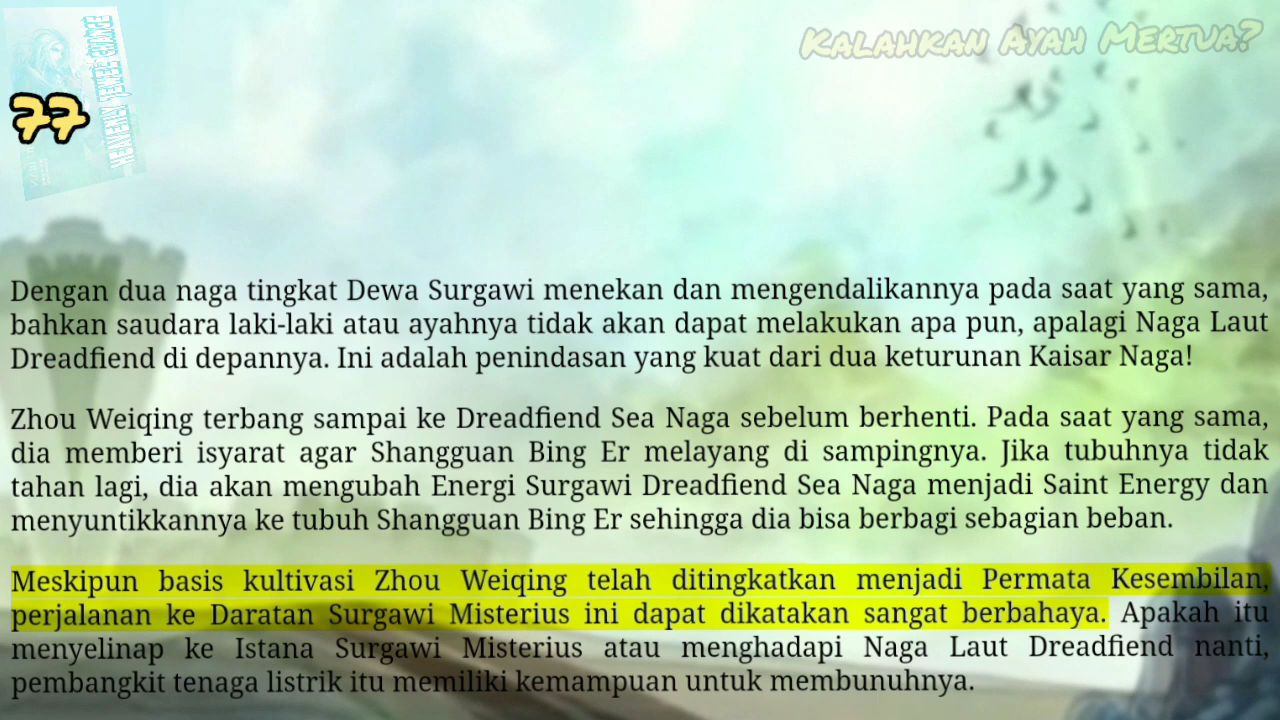 Kalahkan Ayah Mertua?
HEAVENLY JEWEL CHANGE
77
Dengan dua naga tingkat Dewa Surgawi menekan dan mengendalikannya pada saat yang sama,
bahkan saudara laki-laki atau ayahnya tidak akan dapat melakukan apa pun, apalagi Naga Laut
Dreadfiend di depannya. Ini adalah penindasan yang kuat dari dua keturunan Kaisar Naga!
Zhou Weiqing terbang sampai ke Dreadfiend Sea Naga sebelum berhenti. Pada saat yang sama,
dia memberi isyarat agar Shangguan Bing Er melayang di sampingnya. Jika tubuhnya tidak
tahan lagi, dia akan mengubah Energi Surgawi Dreadfiend Sea Naga menjadi Saint Energy dan
menyuntikkannya ke tubuh Shangguan Bing Er sehingga dia bisa berbagi sebagian beban.
Meskipun basis kultivasi Zhou Weiqing telah ditingkatkan menjadi Permata Kesembilan,
perjalanan ke Daratan Surgawi Misterius ini dapat dikatakan sangat berbahaya. Apakah itu
menyelinap ke Istana Surgawi Misterius atau menghadapi Naga Laut Dreadfiend nanti,
pembangkit tenaga listrik itu memiliki kemampuan untuk membunuhnya.